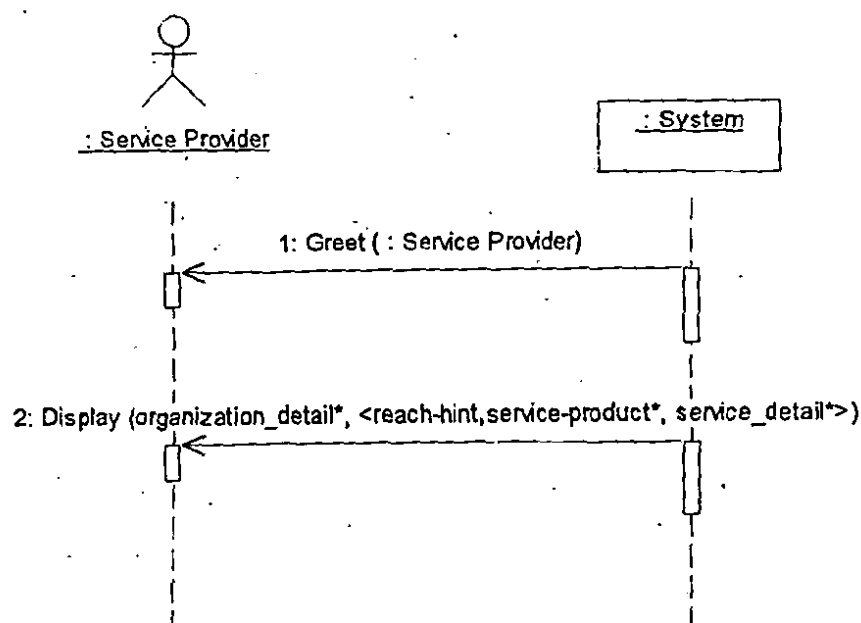 : Service Provider
: System
1: Greet ( : Service Provider)
2: Display (organization_detail*, <reach-hint,service-product*, service_detail*>)